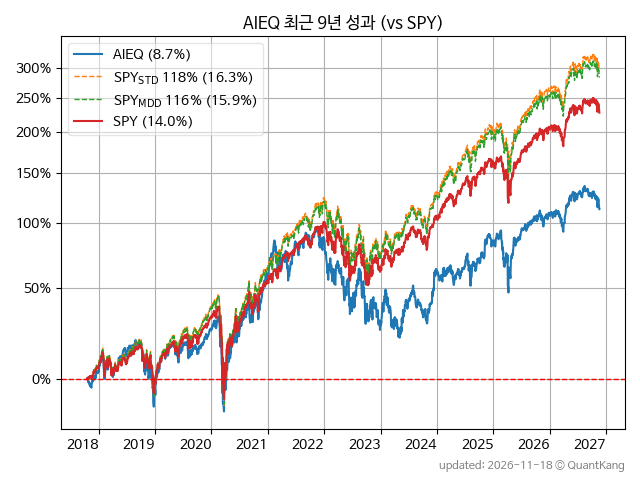 AIEQ 최근 9년 성과 (vs SPY)
AIEQ (8.7%)
SPY_STD 118% (16.3%)
SPY_MDD 116% (15.9%)
SPY (14.0%)
300%
250%
200%
150%
100%
50%
0%
2018 2019 2020 2021 2022 2023 2024 2025 2026 2027
updated: 2026-11-18 © QuantKang